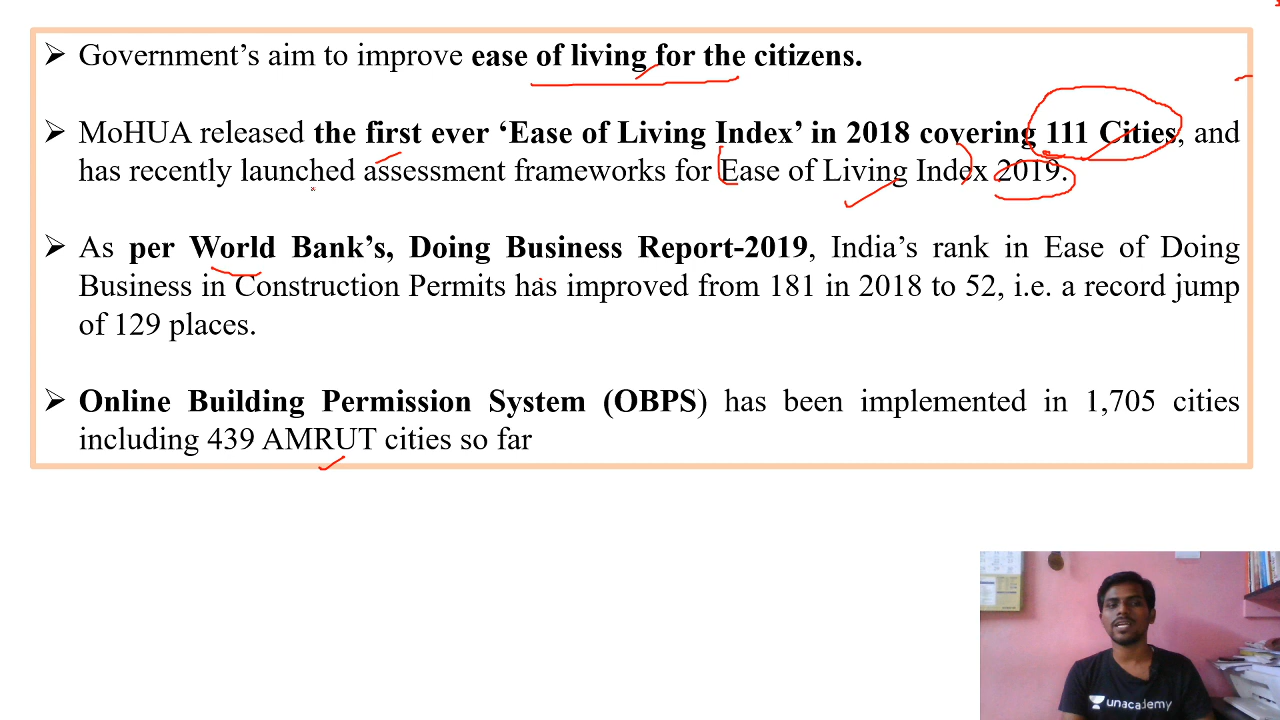 ➢ Government’s aim to improve ease of living for the citizens.
➢ MoHUA released the first ever ‘Ease of Living Index’ in 2018 covering 111 Cities, and
has recently launched assessment frameworks for Ease of Living Index 2019.
➢ As per World Bank’s, Doing Business Report-2019, India’s rank in Ease of Doing
Business in Construction Permits has improved from 181 in 2018 to 52, i.e. a record jump
of 129 places.
➢ Online Building Permission System (OBPS) has been implemented in 1,705 cities
including 439 AMRUT cities so far
unacademy